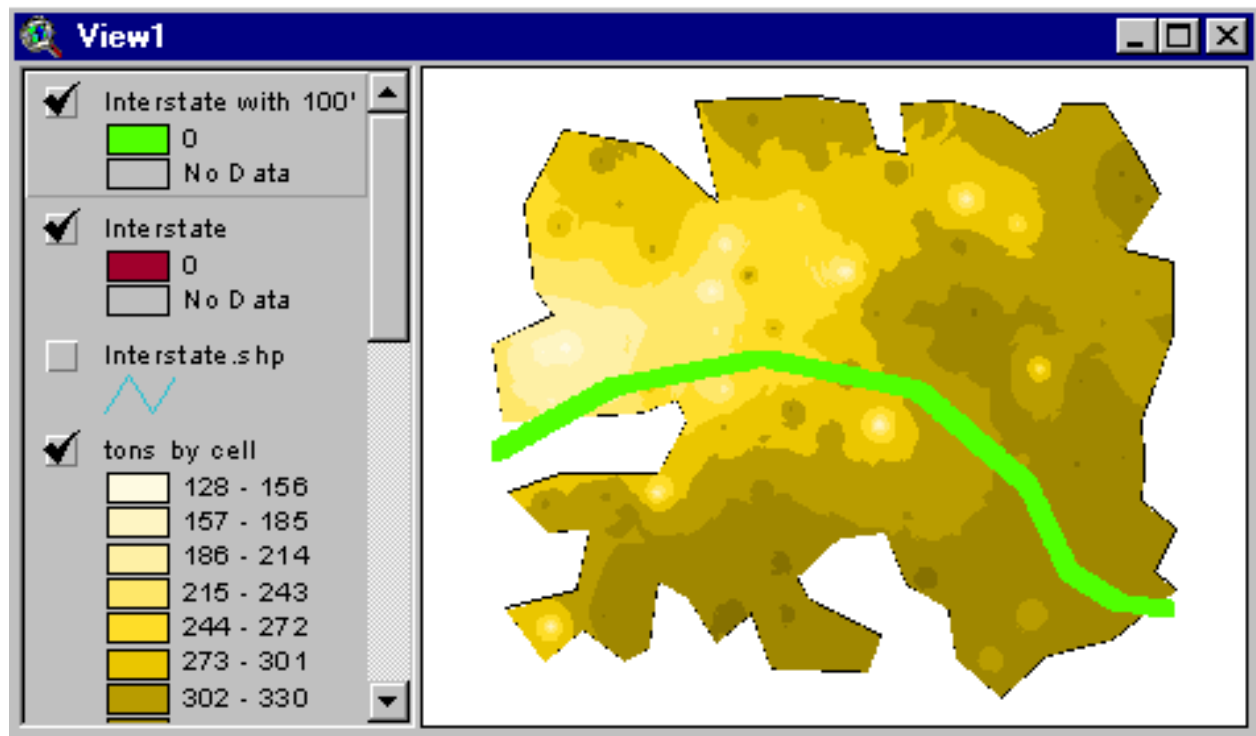 View1
Interstate with 100'
0
No Data
Interstate
0
No Data
Interstate.shp
tons by cell
128 - 156
157 - 185
186 - 214
215 - 243
244 - 272
273 - 301
302 - 330